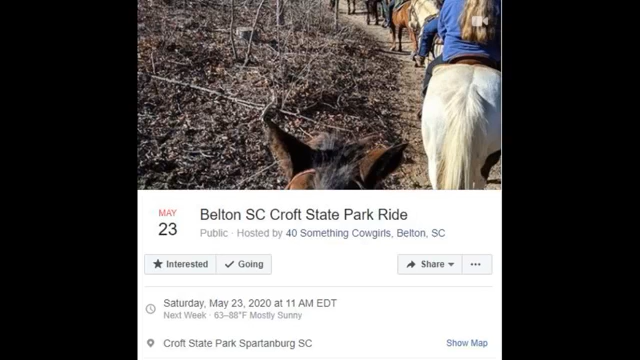 MAY
23
Belton SC Croft State Park Ride
Public · Hosted by 40 Something Cowgirls, Belton, SC
Interested
Going
Share
Saturday, May 23, 2020 at 11 AM EDT
Next Week · 63–88°F Mostly Sunny
Croft State Park Spartanburg SC
Show Map